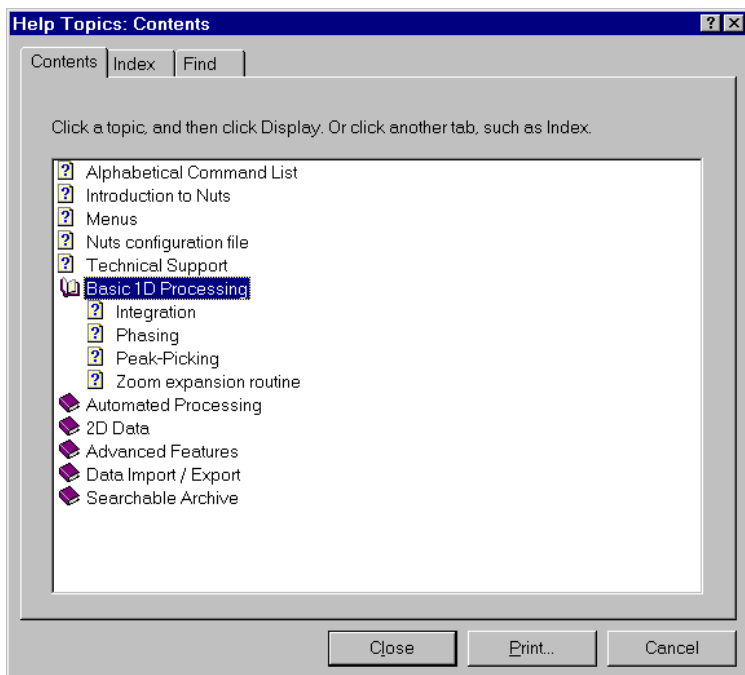 Help Topics: Contents
Contents Index Find
Click a topic, and then click Display. Or click another tab, such as Index.
Alphabetical Command List
Introduction to Nuts
Menus
Nuts configuration file
Technical Support
Basic 1D Processing
Integration
Phasing
Peak-Picking
Zoom expansion routine
Automated Processing
2D Data
Advanced Features
Data Import / Export
Searchable Archive
Close Print... Cancel